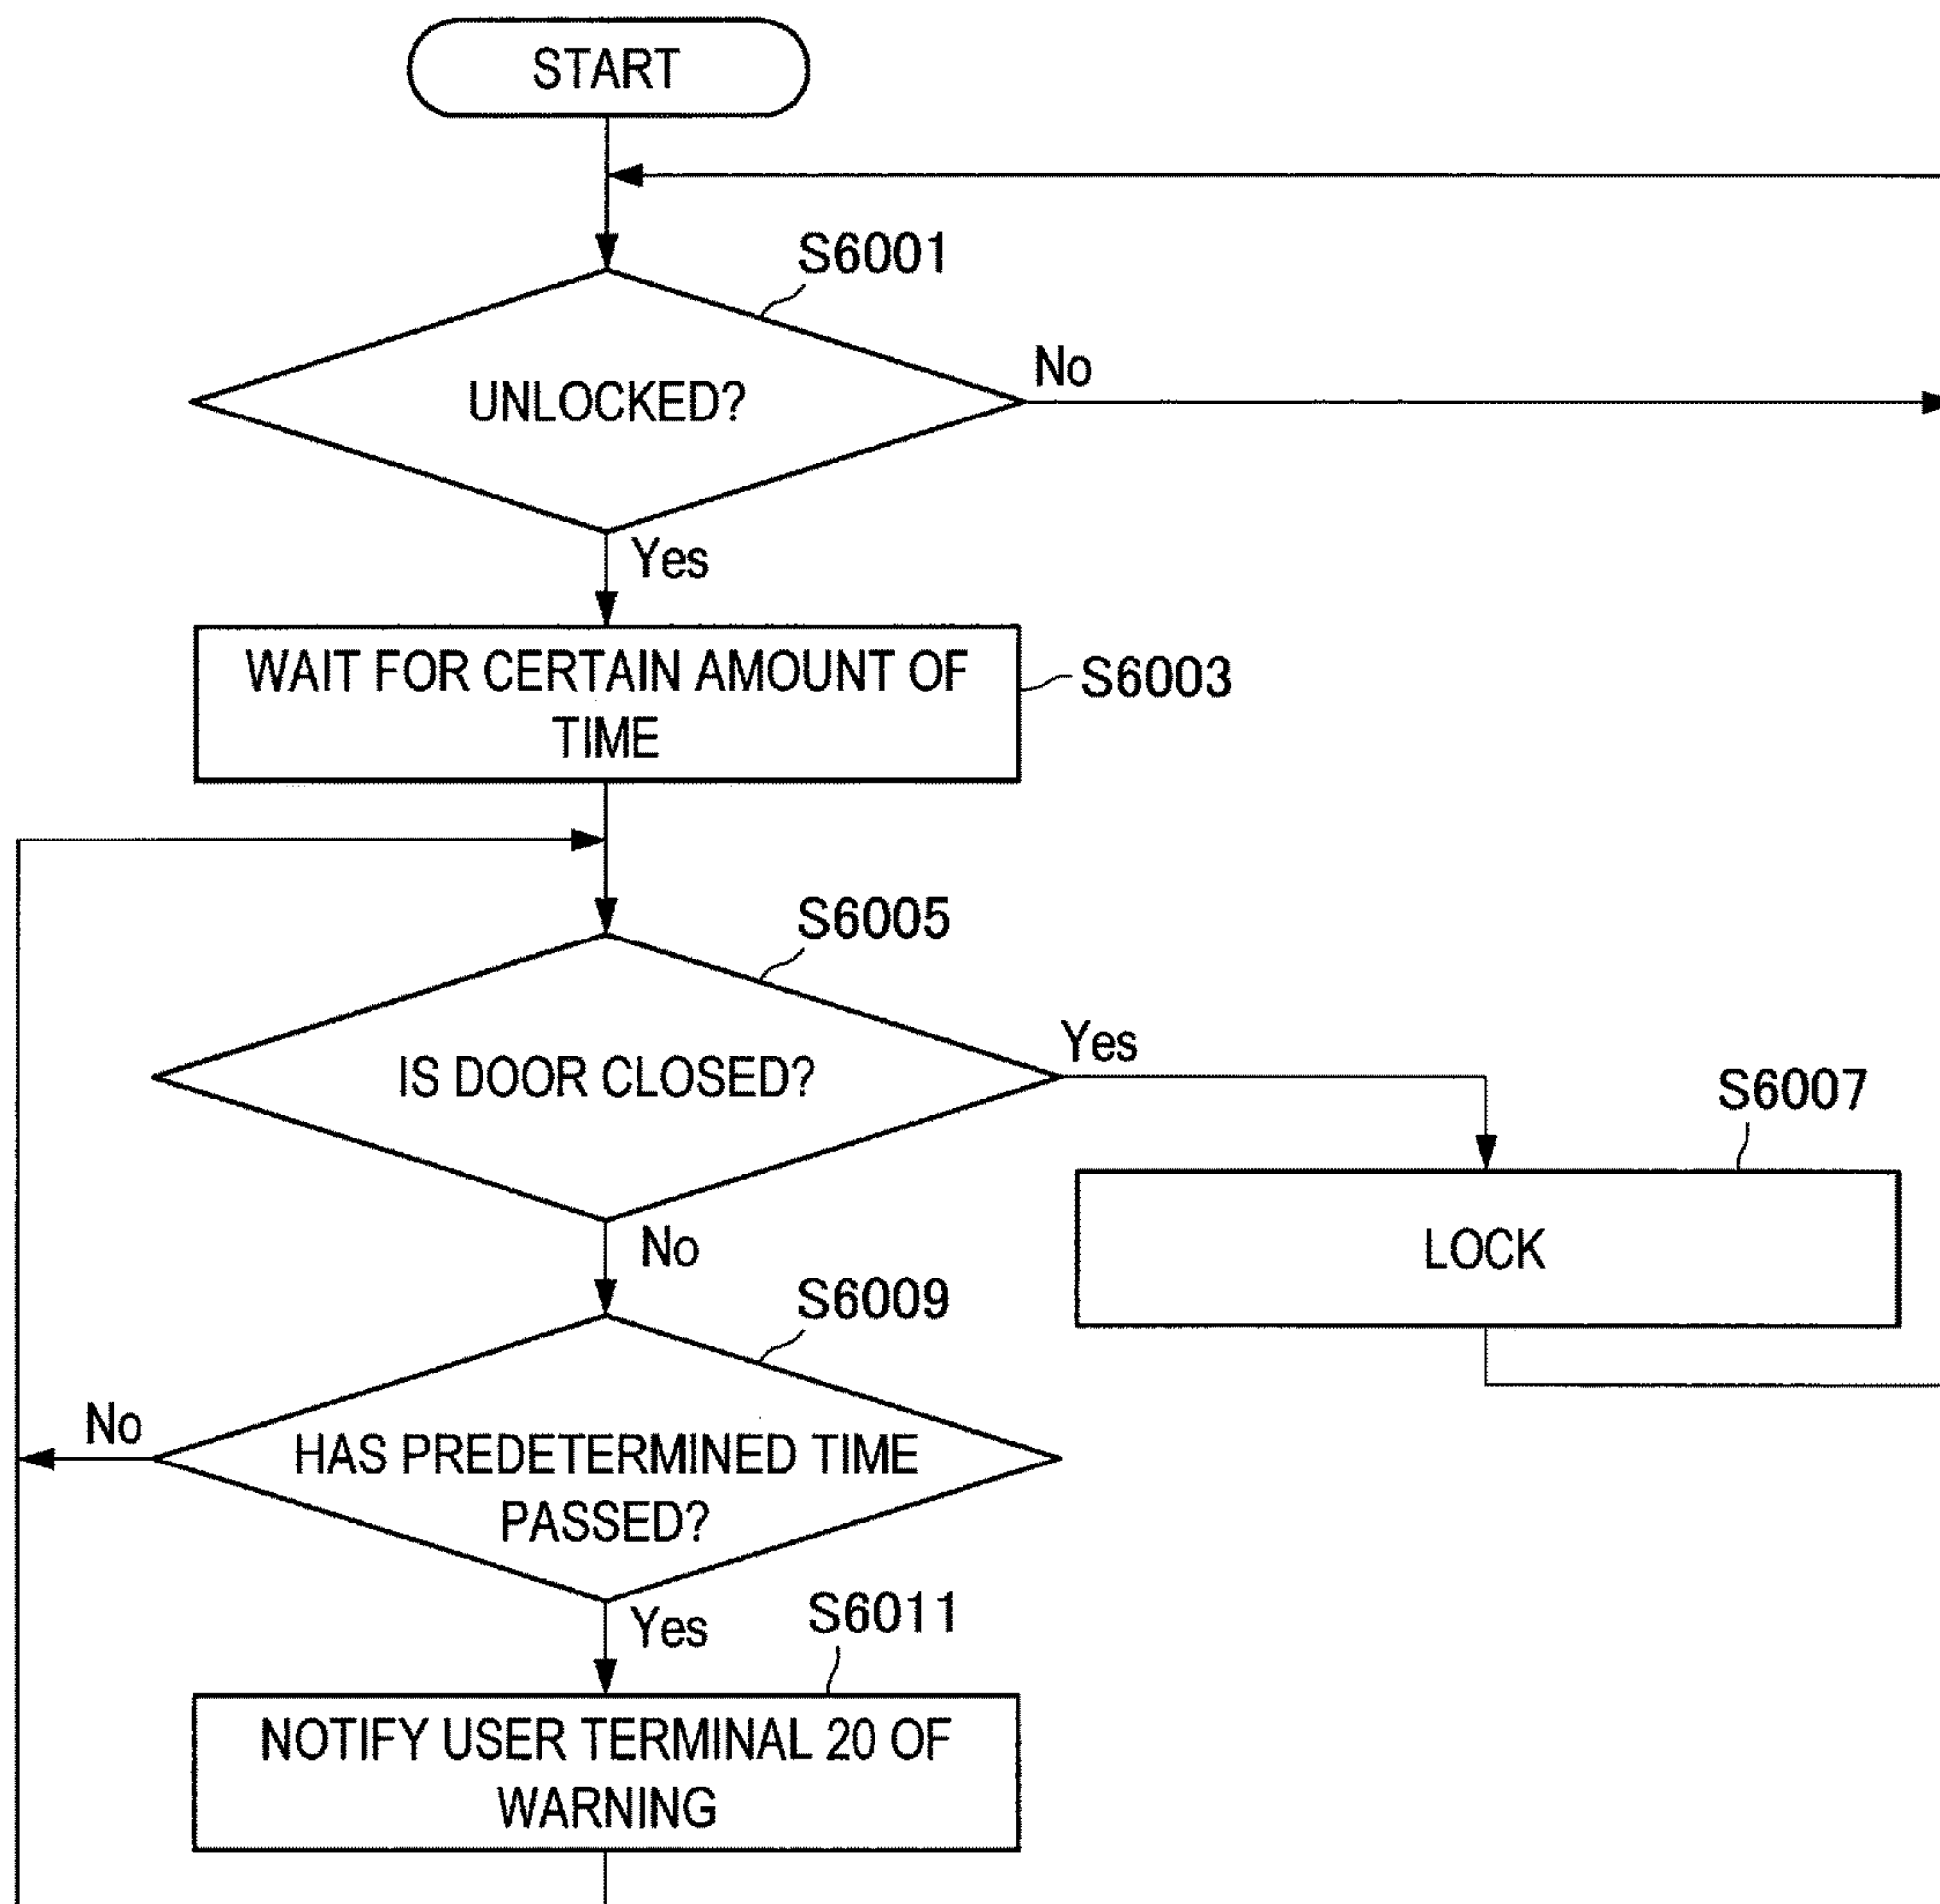 START
S6001
UNLOCKED?
No
Yes
WAIT FOR CERTAIN AMOUNT OF
TIME
S6003
S6005
IS DOOR CLOSED?
Yes
S6007
LOCK
No
S6009
HAS PREDETERMINED TIME
PASSED?
No
Yes
S6011
NOTIFY USER TERMINAL 20 OF
WARNING